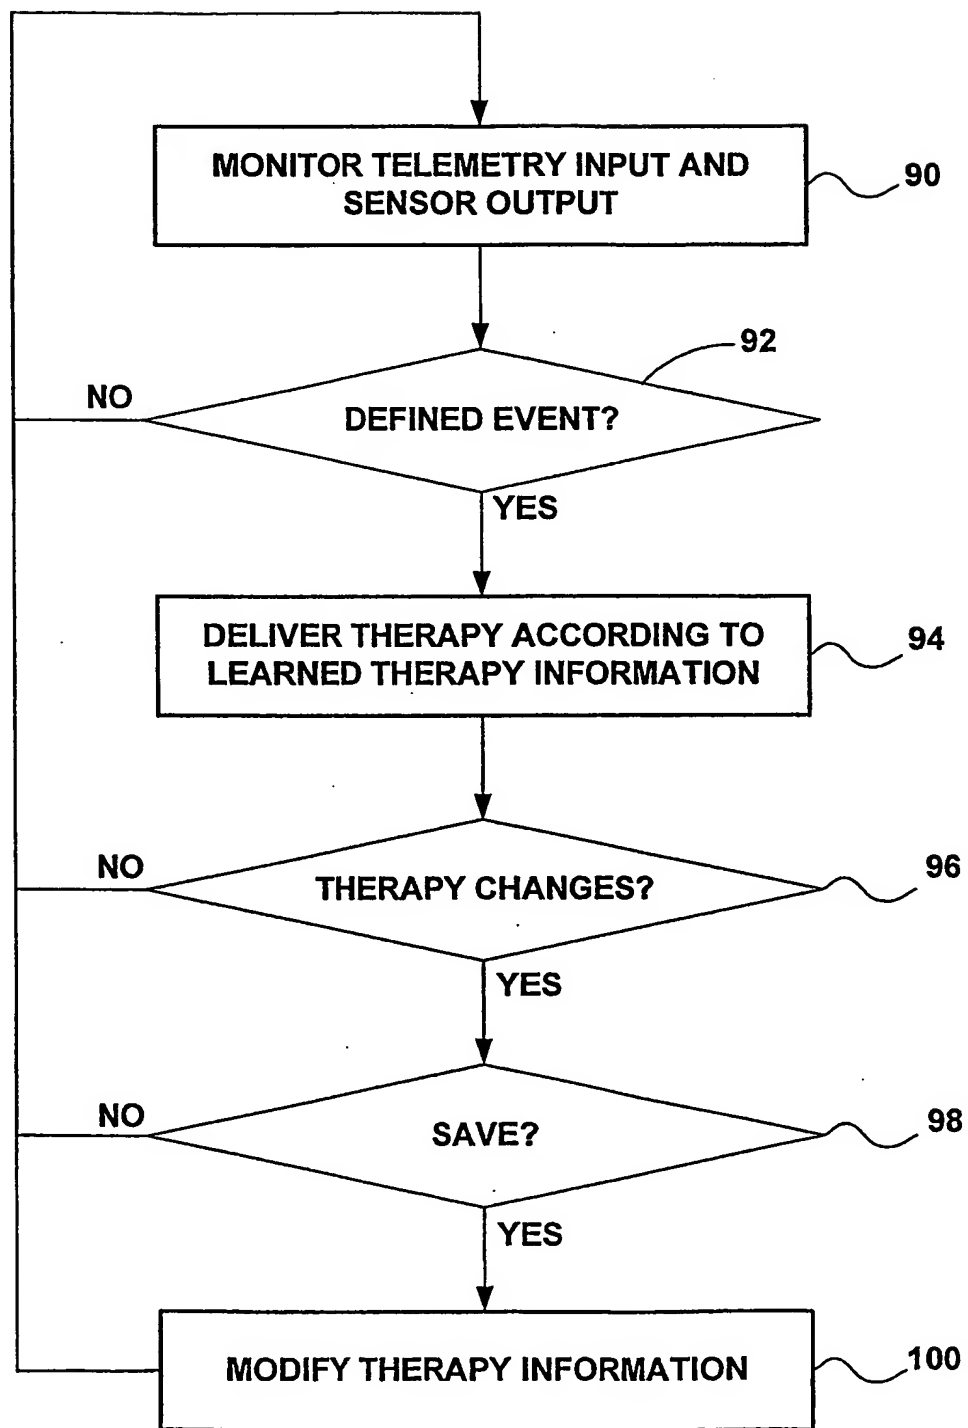 MONITOR TELEMETRY INPUT AND
SENSOR OUTPUT
90
92
NO
DEFINED EVENT?
YES
DELIVER THERAPY ACCORDING TO
LEARNED THERAPY INFORMATION
94
NO
THERAPY CHANGES?
96
YES
NO
SAVE?
98
YES
MODIFY THERAPY INFORMATION
100